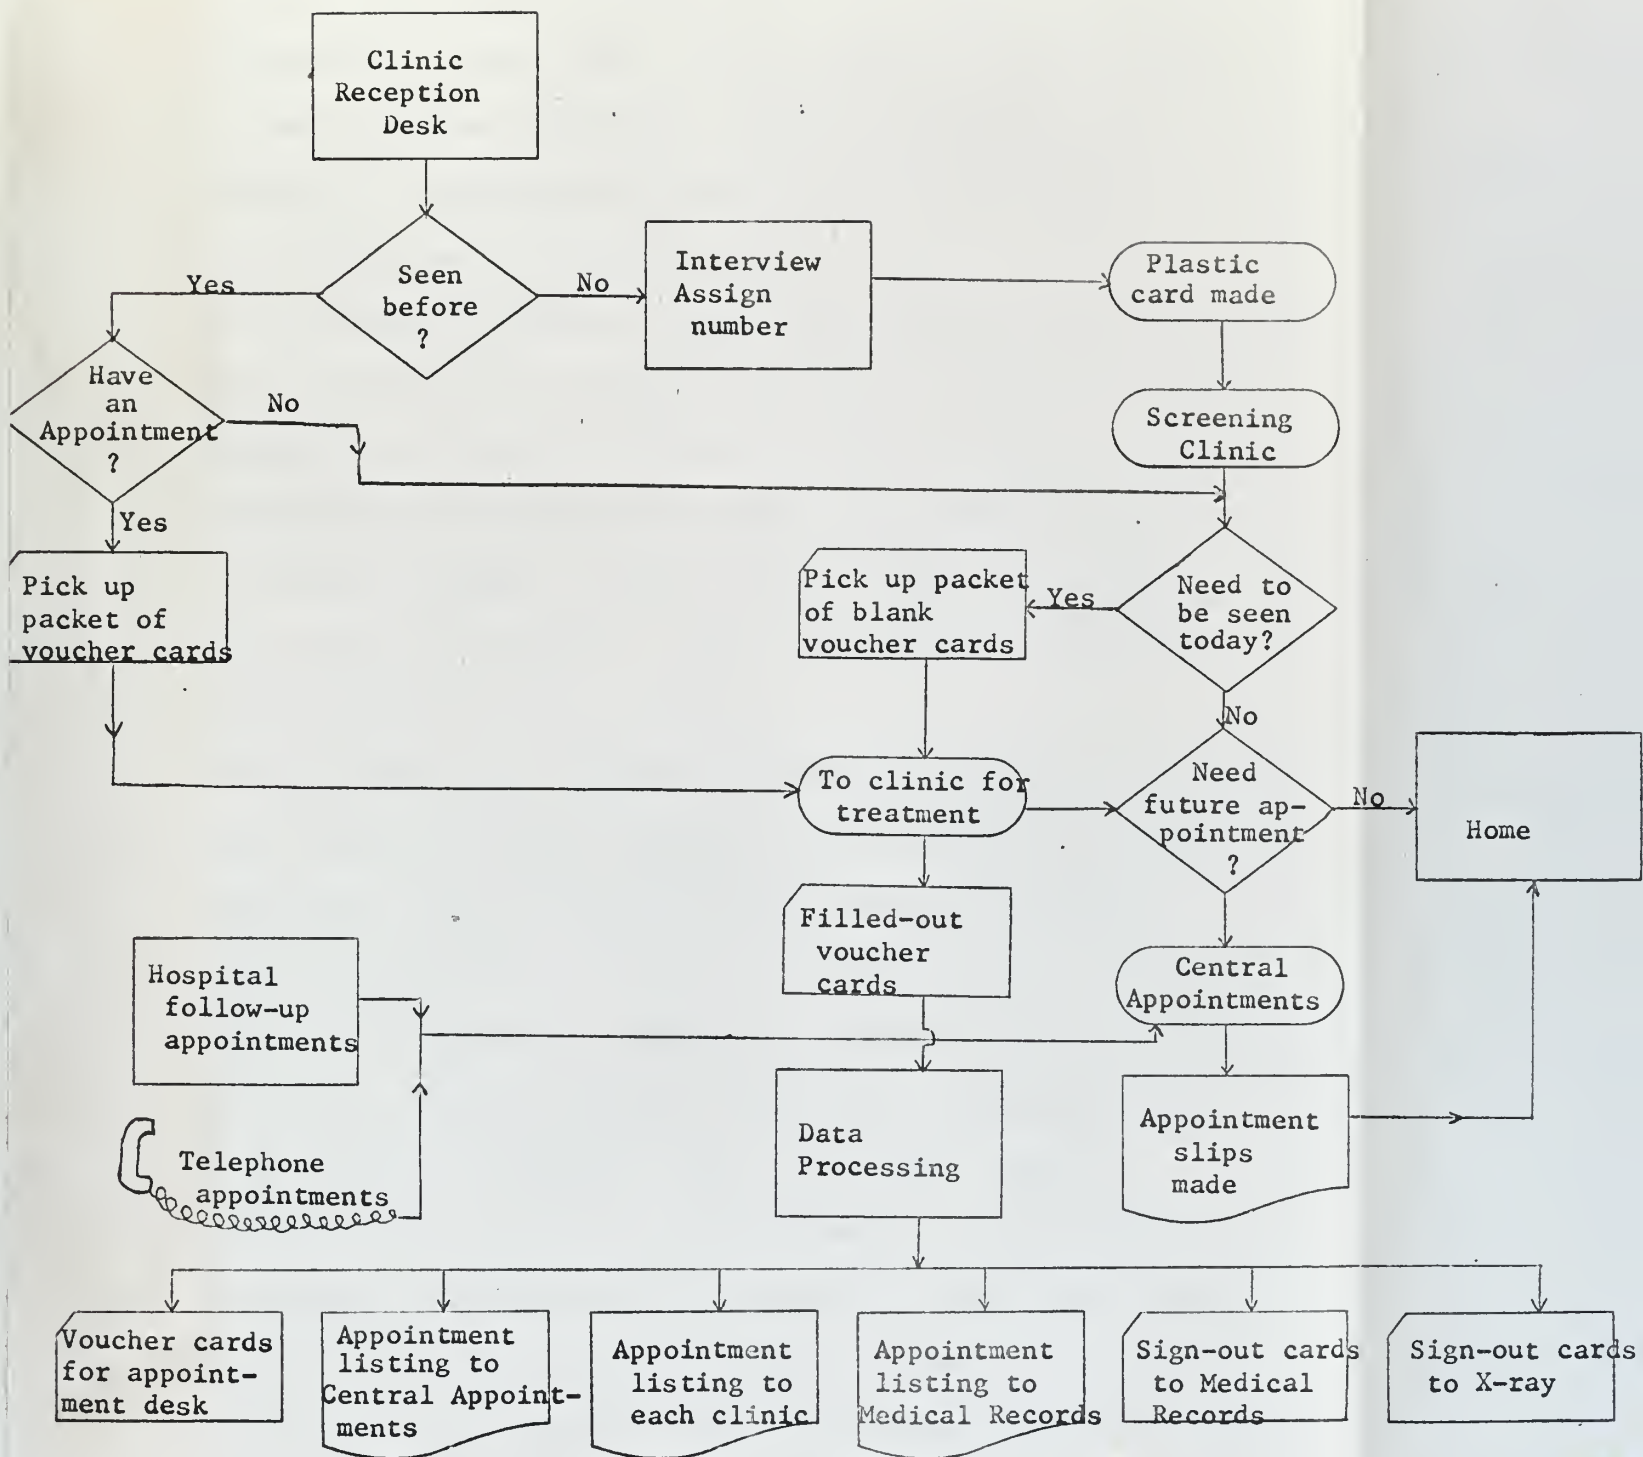 Clinic
Reception
Desk
Seen
before
?
Yes
No
Interview
Assign
number
Plastic
card made
Have
an
Appointment
?
No
Yes
Screening
Clinic
Pick up
packet of
voucher cards
Pick up packet
of blank
voucher cards
Yes
Need to
be seen
today?
No
To clinic for
treatment
Need
future ap-
pointment
?
No
Home
Filled-out
voucher
cards
Central
Appointments
Hospital
follow-up
appointments
Telephone
appointments
Data
Processing
Appointment
slips
made
Voucher cards
for appoint-
ment desk
Appointment
listing to
Central Appoint-
ments
Appointment
listing to
each clinic
Appointment
listing to
Medical Records
Sign-out cards
to Medical
Records
Sign-out cards
to X-ray